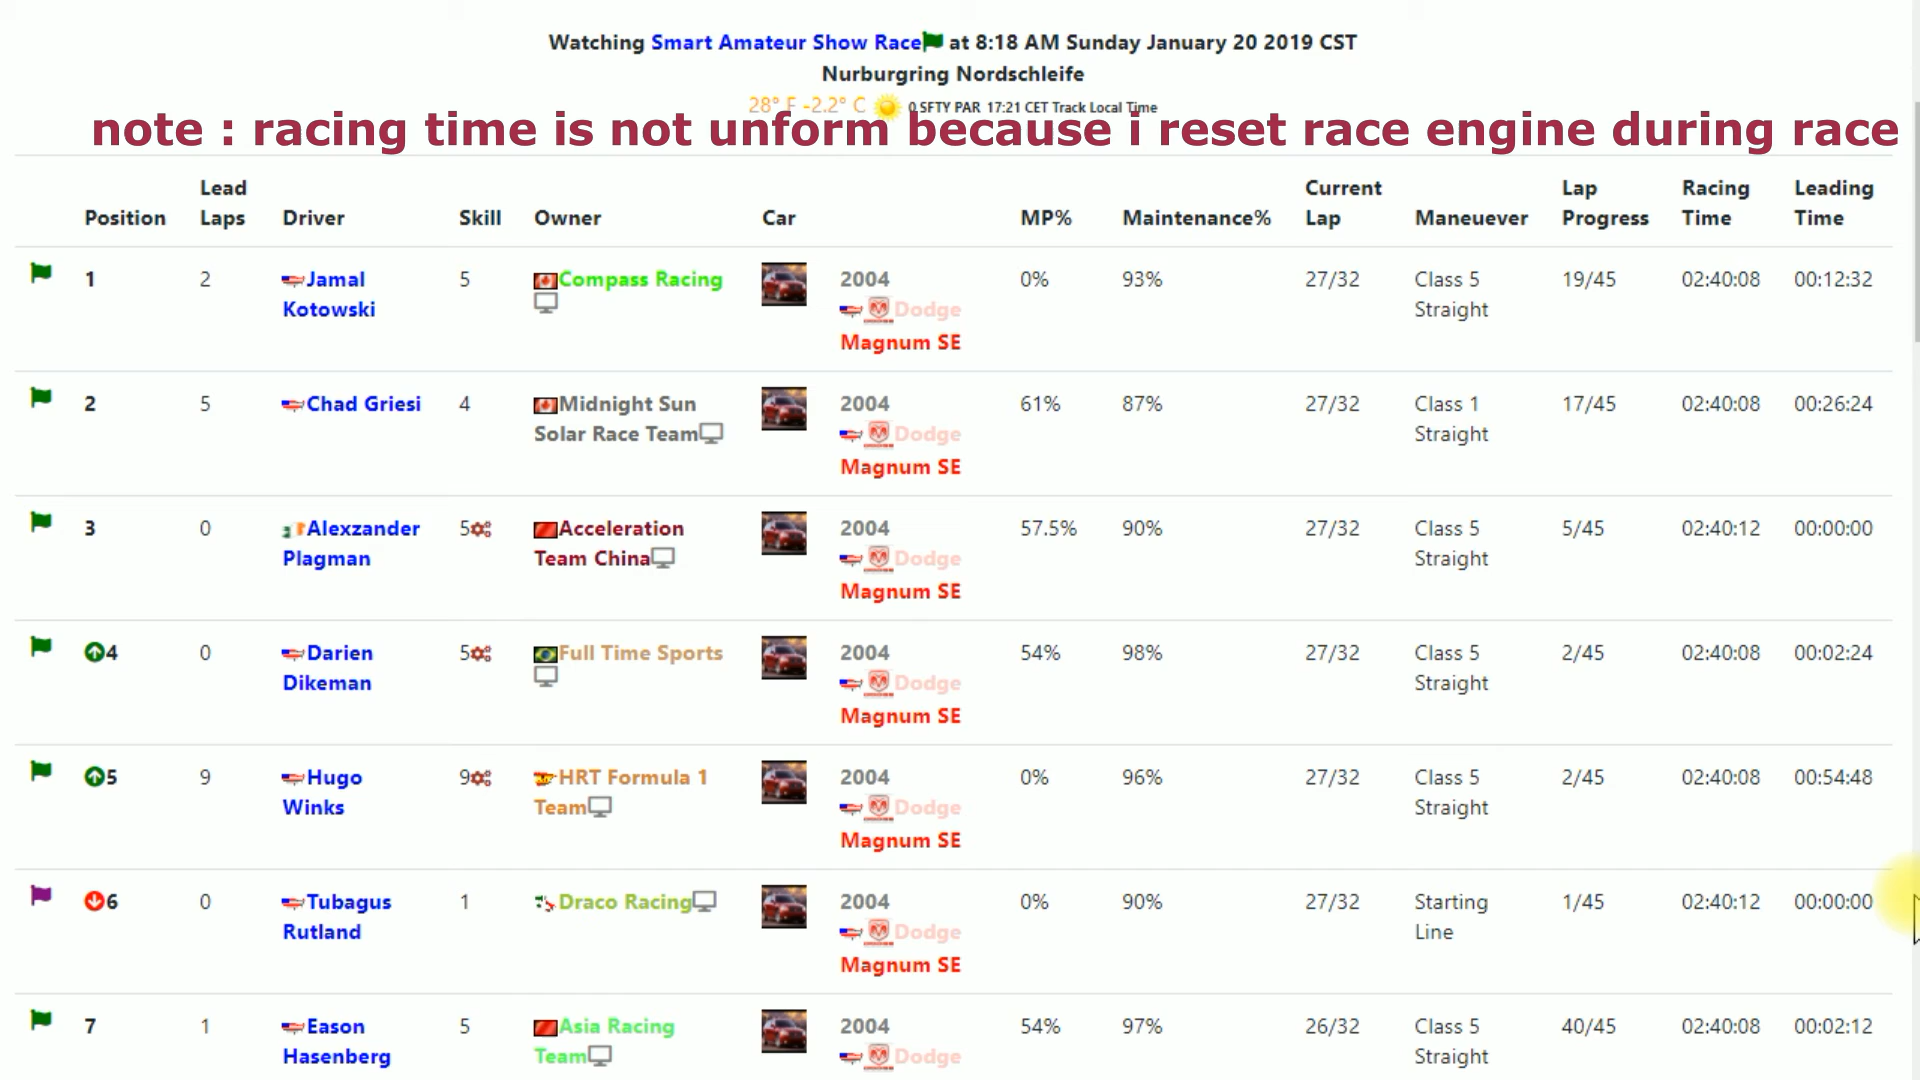 Watching Smart Amateur Show Race at 8:18 AM Sunday January 20 2019 CST
Nurburgring Nordschleife
28° F -2.2° C 0 SFTY PAR 17:21 CET Track Local Time
note : racing time is not unform because i reset race engine during race
Position Lead Laps Driver Skill Owner Car MP% Maintenance% Current Lap Maneuever Lap Progress Racing Time Leading Time
1 2 Jamal Kotowski 5 Compass Racing 2004 Dodge Magnum SE 0% 93% 27/32 Class 5 Straight 19/45 02:40:08 00:12:32
2 5 Chad Griesi 4 Midnight Sun Solar Race Team 2004 Dodge Magnum SE 61% 87% 27/32 Class 1 Straight 17/45 02:40:08 00:26:24
3 0 Alexzander Plagman 5 Acceleration Team China 2004 Dodge Magnum SE 57.5% 90% 27/32 Class 5 Straight 5/45 02:40:12 00:00:00
4 0 Darien Dikeman 5 Full Time Sports 2004 Dodge Magnum SE 54% 98% 27/32 Class 5 Straight 2/45 02:40:08 00:02:24
5 9 Hugo Winks 9 HRT Formula 1 Team 2004 Dodge Magnum SE 0% 96% 27/32 Class 5 Straight 2/45 02:40:08 00:54:48
6 0 Tubagus Rutland 1 Draco Racing 2004 Dodge Magnum SE 0% 90% 27/32 Starting Line 1/45 02:40:12 00:00:00
7 1 Eason Hasenberg 5 Asia Racing Team 2004 Dodge 54% 97% 26/32 Class 5 Straight 40/45 02:40:08 00:02:12